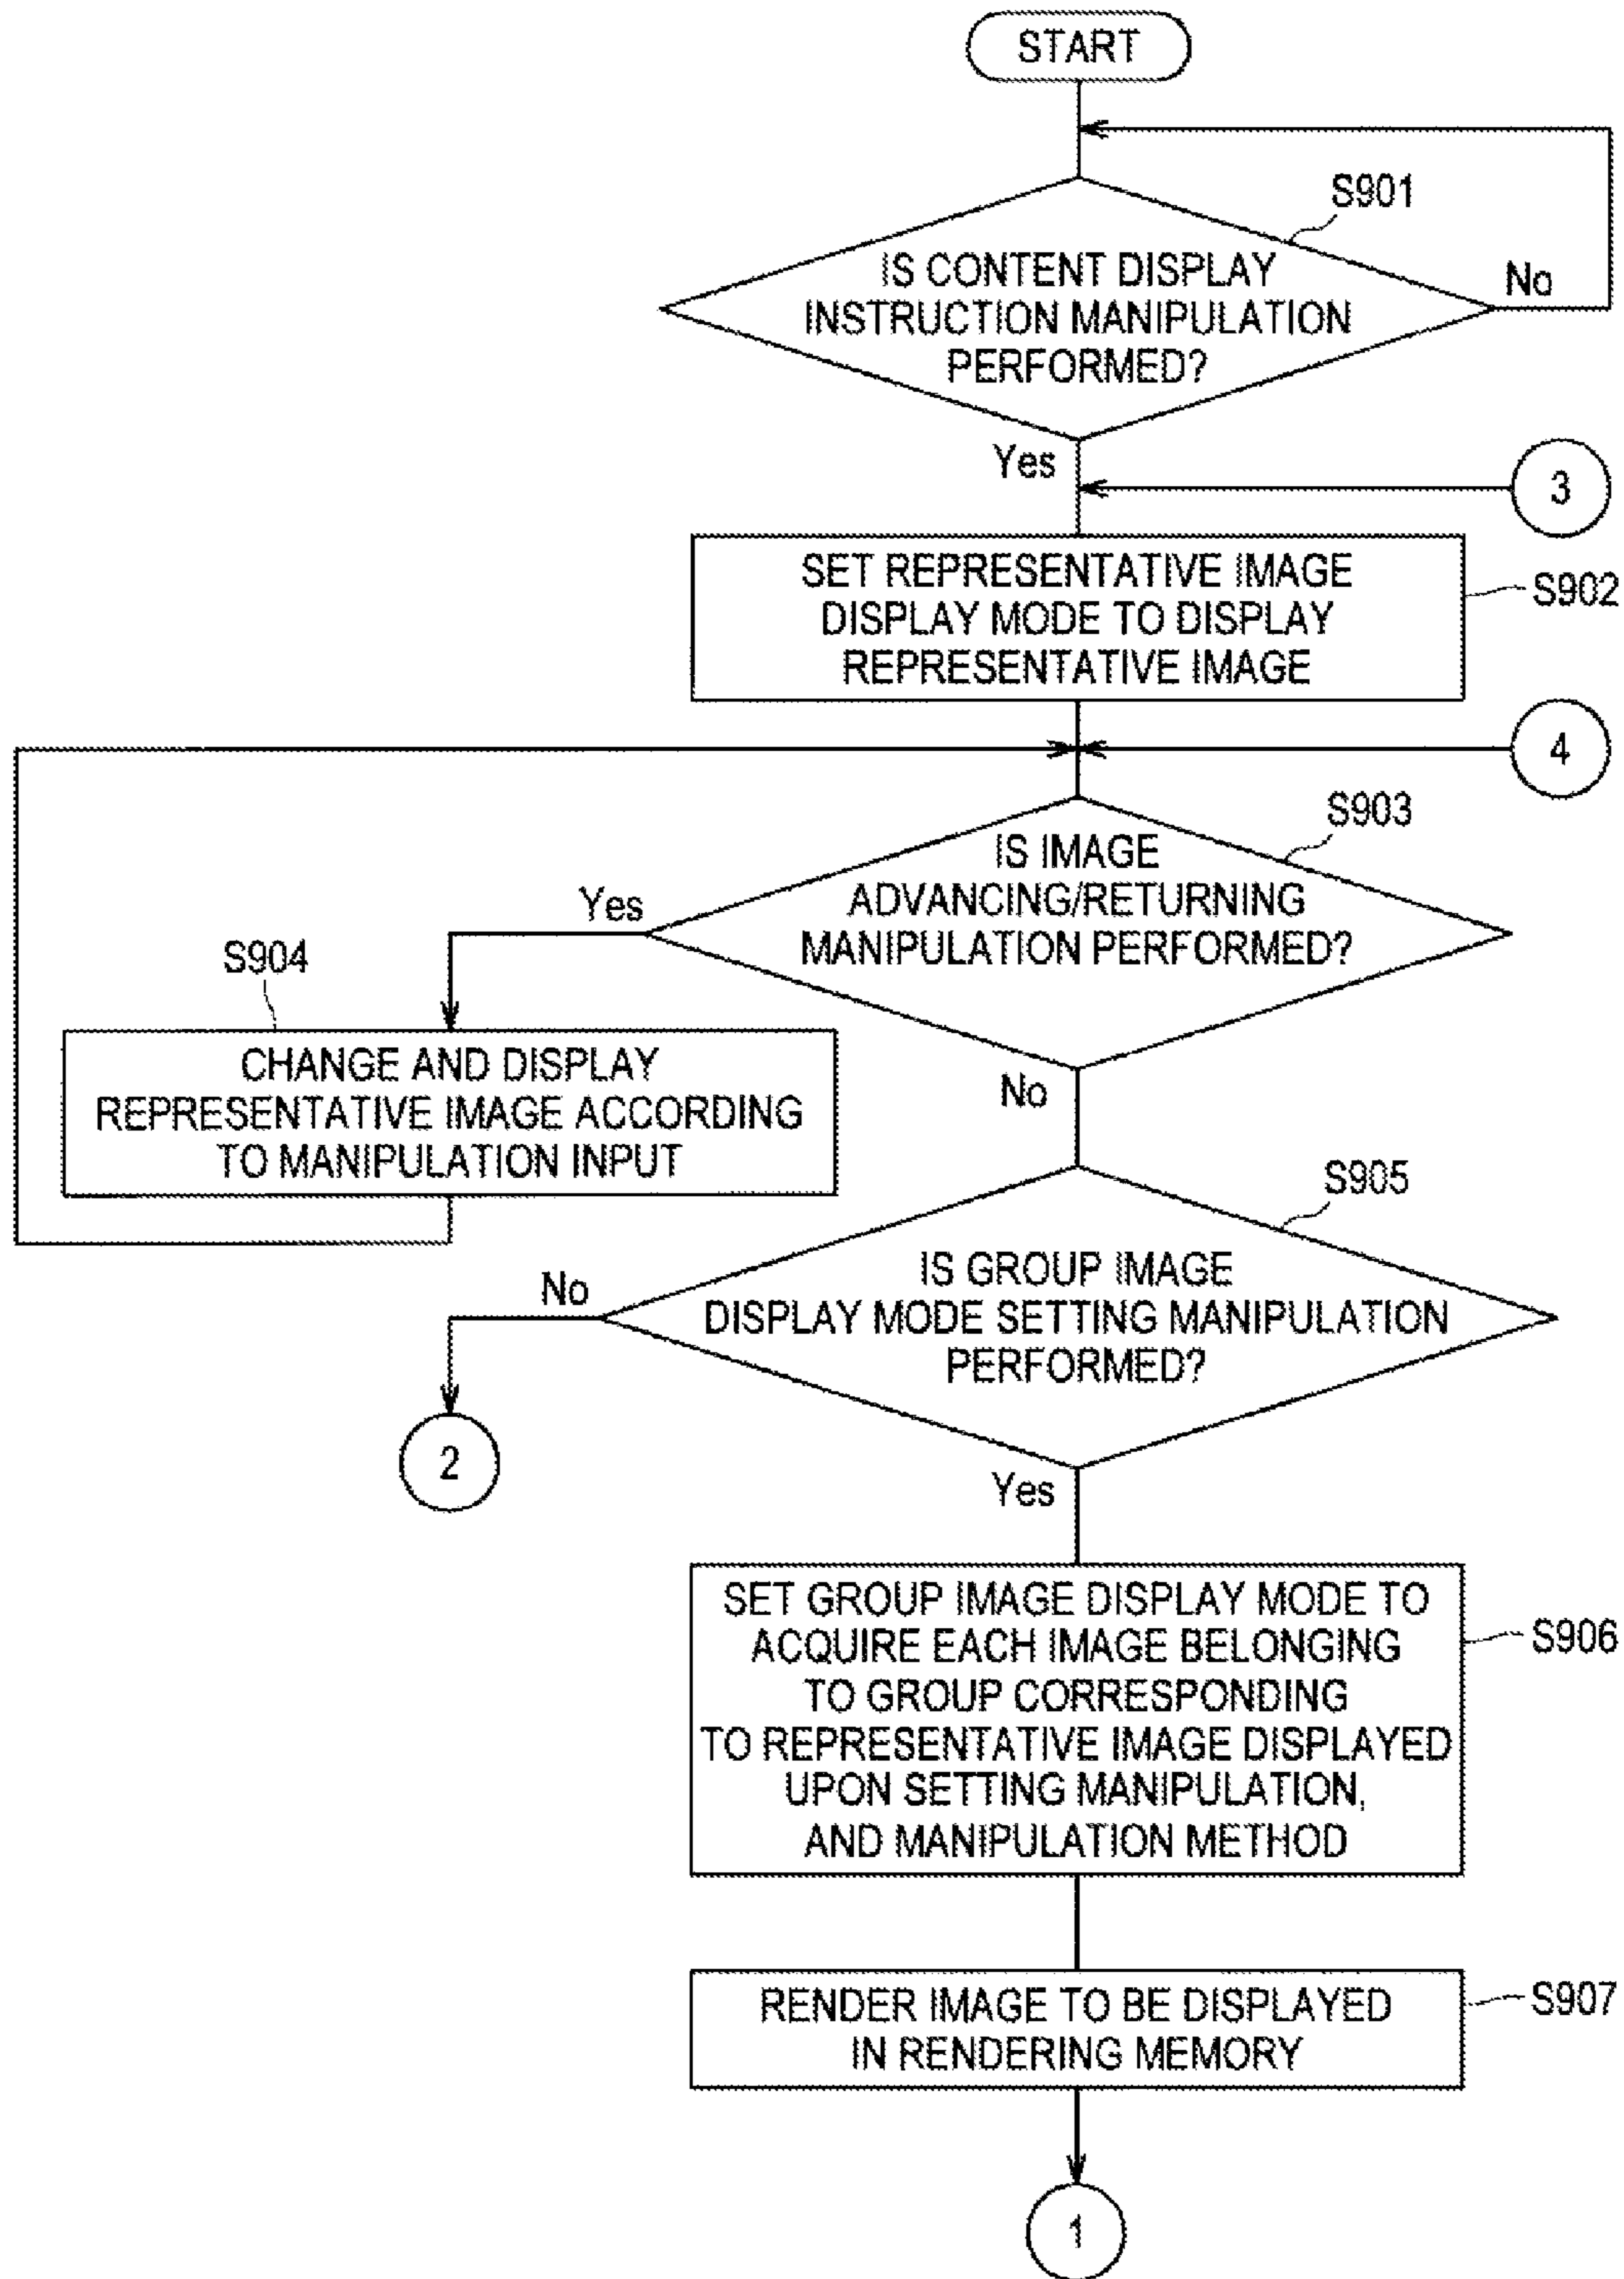 START
S901
IS CONTENT DISPLAY
INSTRUCTION MANIPULATION
PERFORMED?
No
Yes
3
SET REPRESENTATIVE IMAGE
DISPLAY MODE TO DISPLAY
REPRESENTATIVE IMAGE
S902
4
S903
IS IMAGE
ADVANCING/RETURNING
MANIPULATION PERFORMED?
Yes
S904
CHANGE AND DISPLAY
REPRESENTATIVE IMAGE ACCORDING
TO MANIPULATION INPUT
No
S905
IS GROUP IMAGE
DISPLAY MODE SETTING MANIPULATION
PERFORMED?
No
2
Yes
SET GROUP IMAGE DISPLAY MODE TO
ACQUIRE EACH IMAGE BELONGING
TO GROUP CORRESPONDING
TO REPRESENTATIVE IMAGE DISPLAYED
UPON SETTING MANIPULATION,
AND MANIPULATION METHOD
S906
RENDER IMAGE TO BE DISPLAYED
IN RENDERING MEMORY
S907
1